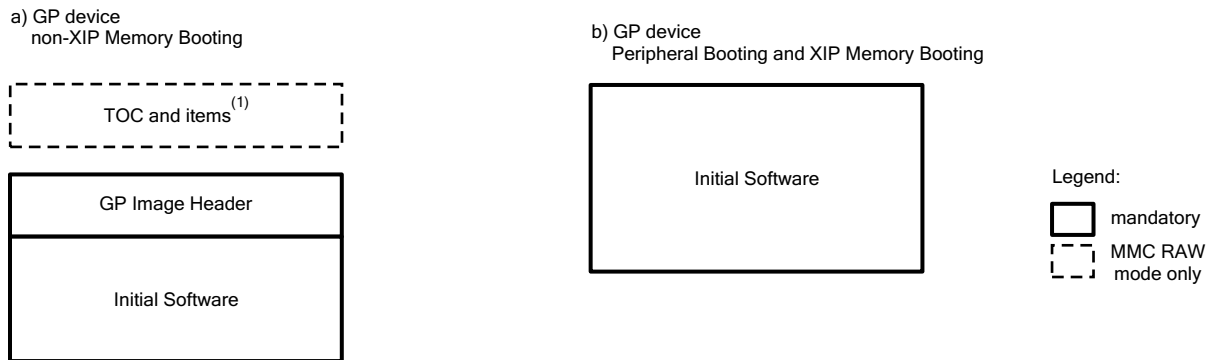 a) GP device
non-XIP Memory Booting
TOC and items(1)
GP Image Header
Initial Software
b) GP device
Peripheral Booting and XIP Memory Booting
Initial Software
Legend:
mandatory
MMC RAW
mode only